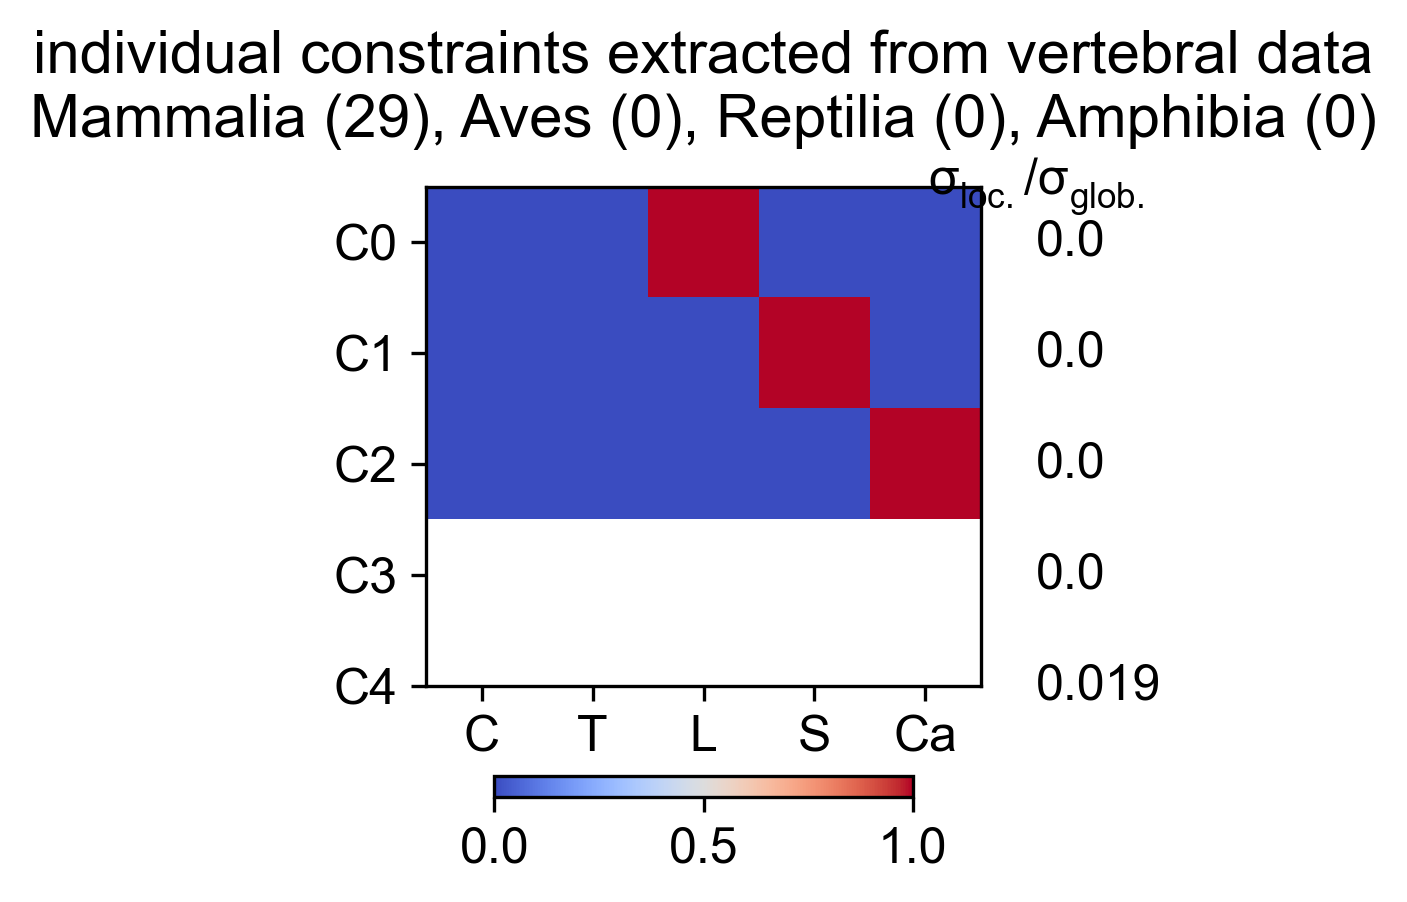 individual constraints extracted from vertebral data
Mammalia (29), Aves (0), Reptilia (0), Amphibia (0)
σloc. /σglob.
C0 0.0
C1 0.0
C2 0.0
C3 0.0
C4 0.019
C T L S Ca
0.0 0.5 1.0